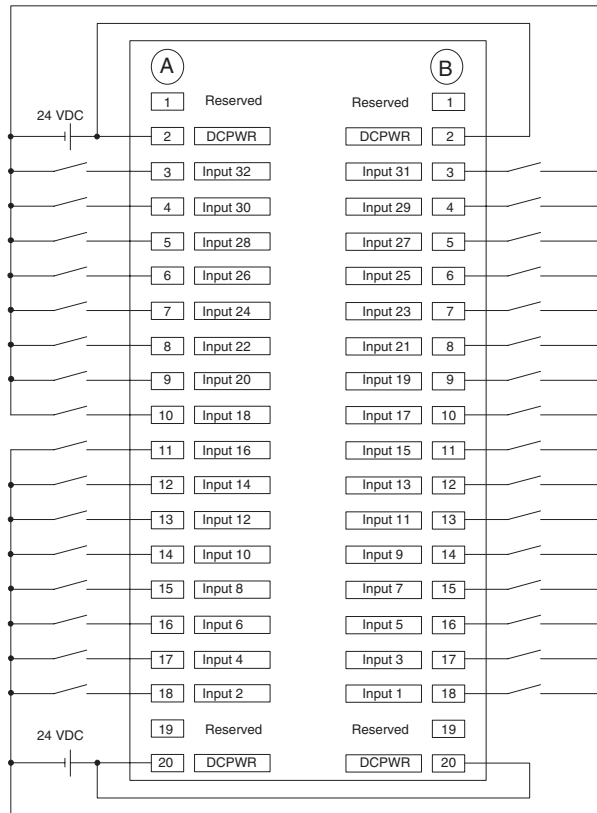 A B
1 Reserved Reserved 1
24 VDC
2 DCPWR DCPWR 2
3 Input 32 Input 31 3
4 Input 30 Input 29 4
5 Input 28 Input 27 5
6 Input 26 Input 25 6
7 Input 24 Input 23 7
8 Input 22 Input 21 8
9 Input 20 Input 19 9
10 Input 18 Input 17 10
11 Input 16 Input 15 11
12 Input 14 Input 13 12
13 Input 12 Input 11 13
14 Input 10 Input 9 14
15 Input 8 Input 7 15
16 Input 6 Input 5 16
17 Input 4 Input 3 17
18 Input 2 Input 1 18
19 Reserved Reserved 19
24 VDC
20 DCPWR DCPWR 20